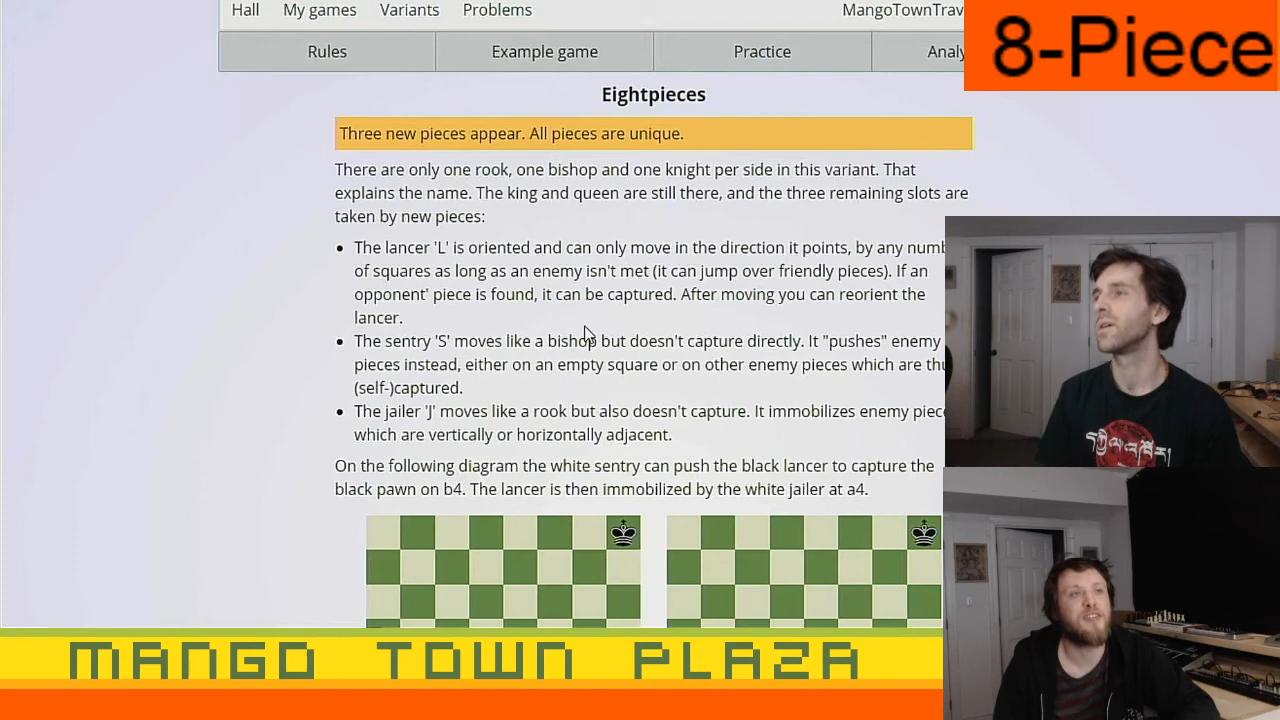 Hall My games Variants Problems MangoTownTrav
Rules Example game Practice Analy
8-Piece
Eightpieces
Three new pieces appear. All pieces are unique.
There are only one rook, one bishop and one knight per side in this variant. That
explains the name. The king and queen are still there, and the three remaining slots are
taken by new pieces:
• The lancer 'L' is oriented and can only move in the direction it points, by any numb
of squares as long as an enemy isn't met (it can jump over friendly pieces). If an
opponent' piece is found, it can be captured. After moving you can reorient the
lancer.
• The sentry 'S' moves like a bishop but doesn't capture directly. It "pushes" enemy
pieces instead, either on an empty square or on other enemy pieces which are thu
(self-)captured.
• The jailer 'J' moves like a rook but also doesn't capture. It immobilizes enemy piec
which are vertically or horizontally adjacent.
On the following diagram the white sentry can push the black lancer to capture the
black pawn on b4. The lancer is then immobilized by the white jailer at a4.
MANGO TOWN PLAZA